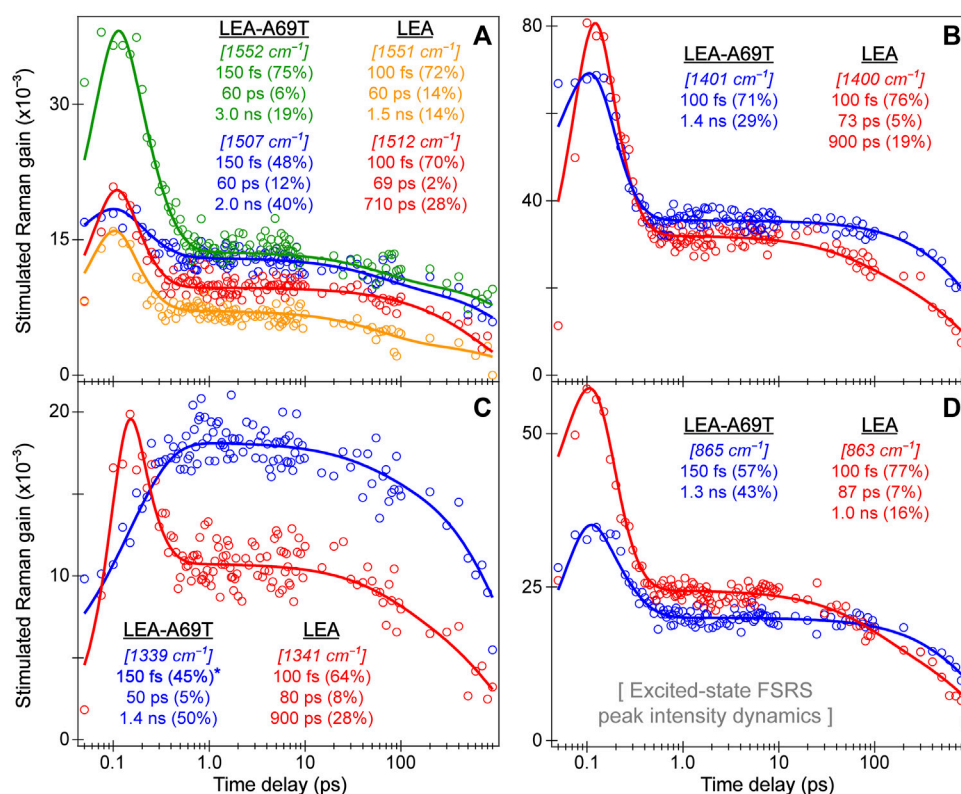 A
LEA-A69T LEA
[1552 cm⁻¹] [1551 cm⁻¹]
150 fs (75%) 100 fs (72%)
60 ps (6%) 60 ps (14%)
3.0 ns (19%) 1.5 ns (14%)
[1507 cm⁻¹] [1512 cm⁻¹]
150 fs (48%) 100 fs (70%)
60 ps (12%) 69 ps (2%)
2.0 ns (40%) 710 ps (28%)
Stimulated Raman gain (x10⁻³)
30
15
0
B
LEA-A69T LEA
[1401 cm⁻¹] [1400 cm⁻¹]
100 fs (71%) 100 fs (76%)
1.4 ns (29%) 73 ps (5%)
900 ps (19%)
80
40
0
C
Stimulated Raman gain (x10⁻³)
20
10
0
LEA-A69T LEA
[1339 cm⁻¹] [1341 cm⁻¹]
150 fs (45%)* 100 fs (64%)
50 ps (5%) 80 ps (8%)
1.4 ns (50%) 900 ps (28%)
0.1 1.0 10 100
Time delay (ps)
D
LEA-A69T LEA
[865 cm⁻¹] [863 cm⁻¹]
150 fs (57%) 100 fs (77%)
1.3 ns (43%) 87 ps (7%)
1.0 ns (16%)
50
25
0
[ Excited-state FSRS
peak intensity dynamics ]
0.1 1.0 10 100
Time delay (ps)